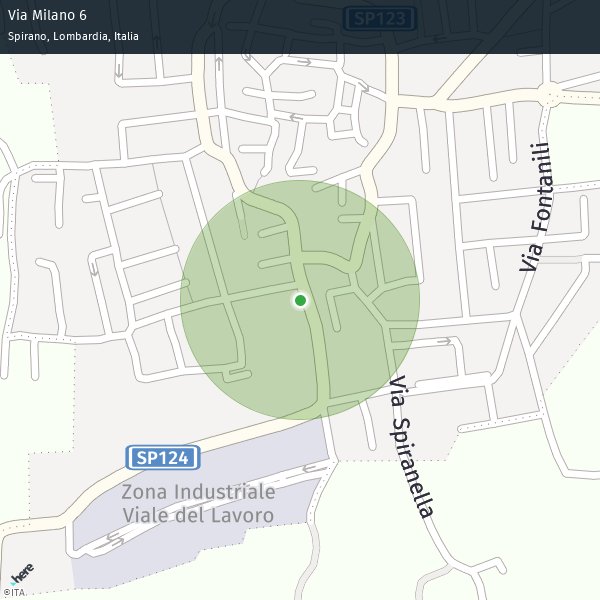 Via Milano 6
Spirano, Lombardia, Italia
SP123
Via Fontanili
Via Spiranella
SP124
Zona Industriale
Viale del Lavoro
here
©ITA.